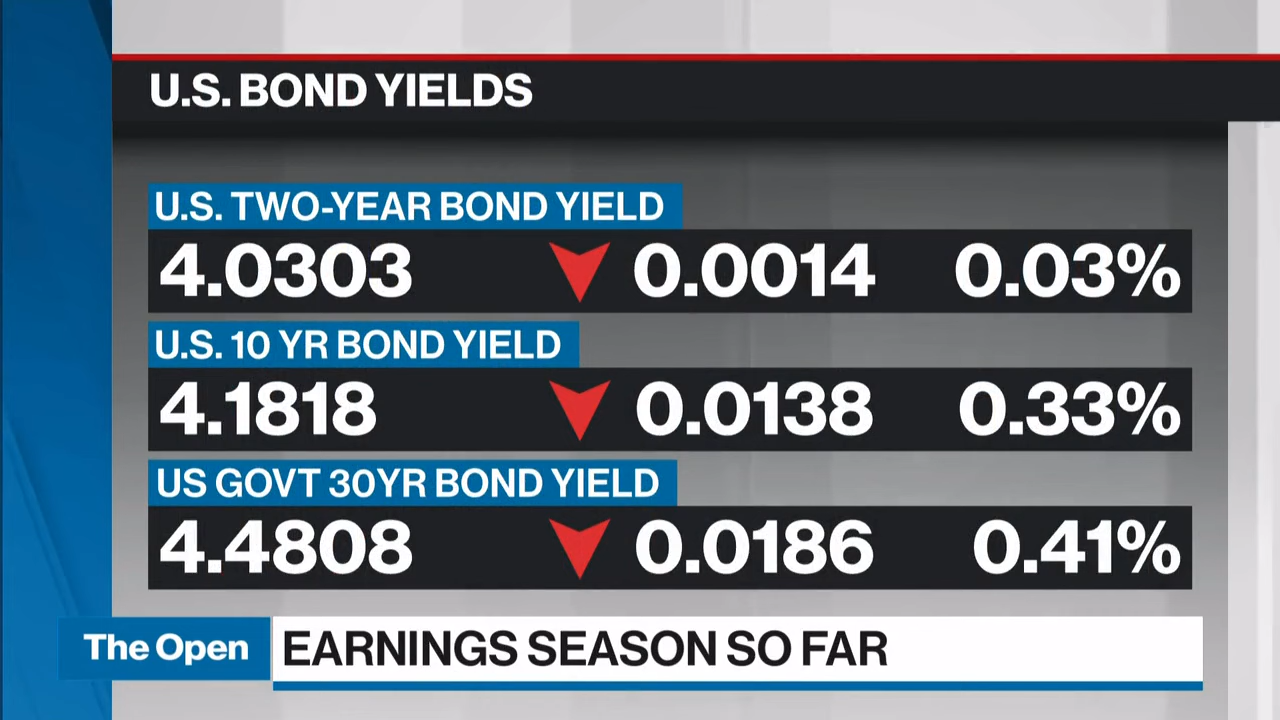 U.S. BOND YIELDS
U.S. TWO-YEAR BOND YIELD
4.0303 0.0014 0.03%
U.S. 10 YR BOND YIELD
4.1818 0.0138 0.33%
US GOVT 30YR BOND YIELD
4.4808 0.0186 0.41%
The Open EARNINGS SEASON SO FAR